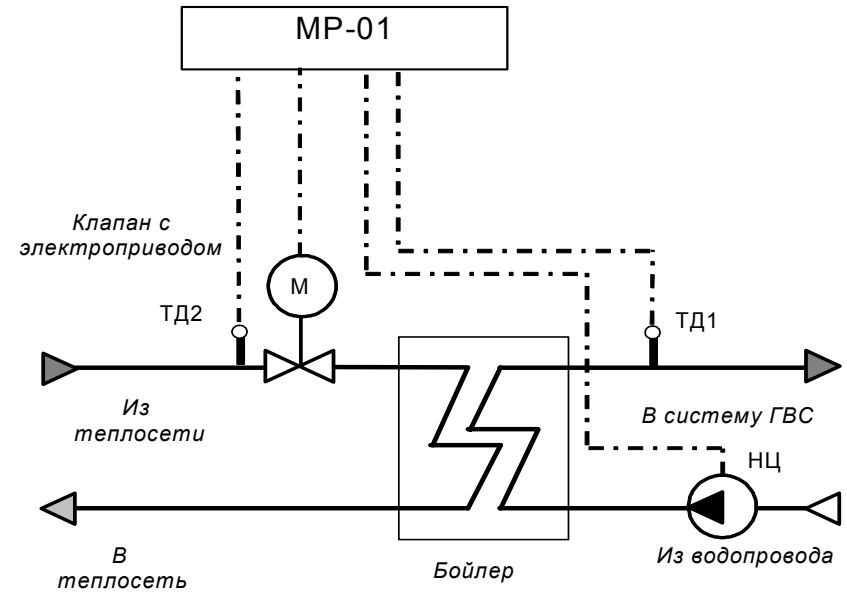 МР-01
Клапан с
электроприводом
М
ТД2
ТД1
Из
теплосети
В систему ГВС
НЦ
В
теплосеть
Бойлер
Из водопровода